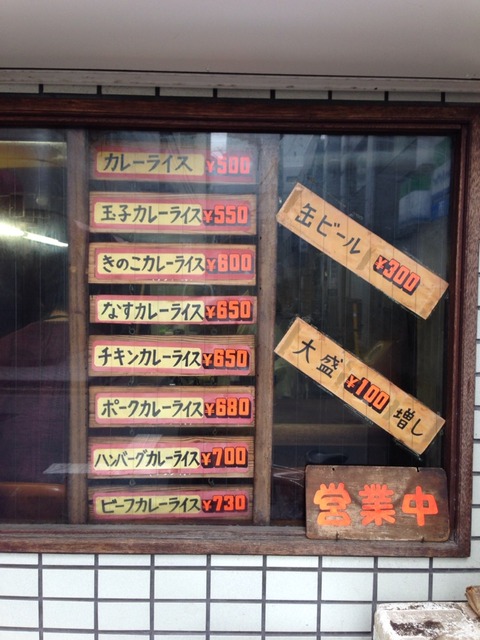 カレーライス ¥500
玉子カレーライス ¥550
きのこカレーライス ¥600
なすカレーライス ¥650
チキンカレーライス ¥650
ポークカレーライス ¥680
ハンバーグカレーライス ¥700
ビーフカレーライス ¥730
缶ビール ¥300
大盛 ¥100 増し
営業中